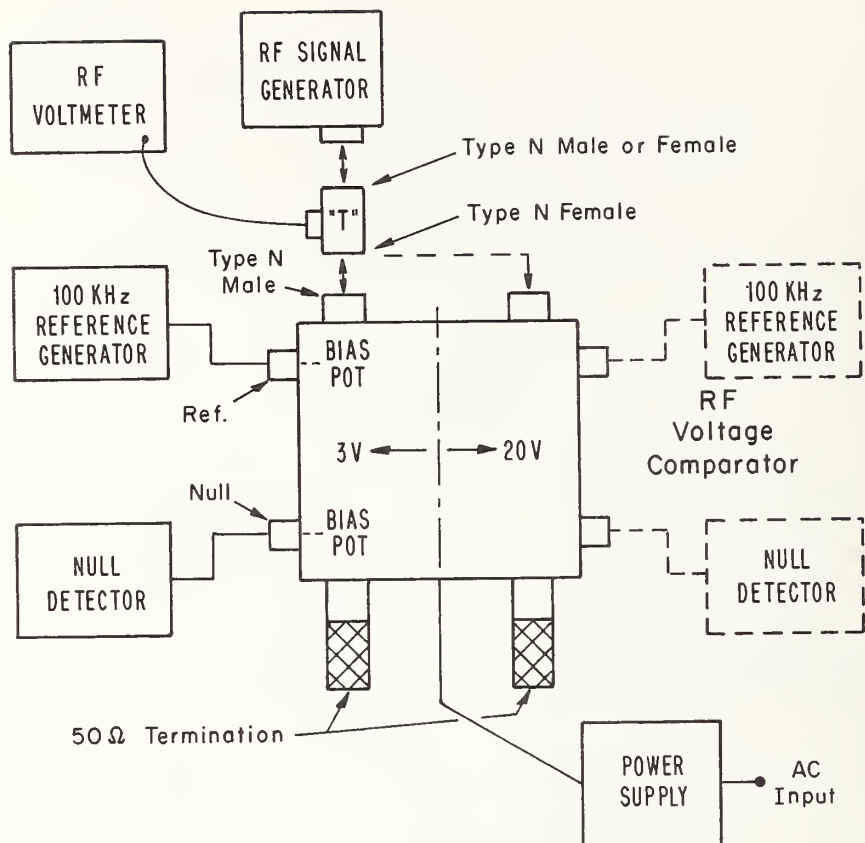 RF SIGNAL
GENERATOR
RF
VOLTMETER
Type N Male or Female
"T"
Type N Female
Type N
Male
100 KHz
REFERENCE
GENERATOR
BIAS
POT
100 KHz
REFERENCE
GENERATOR
Ref.
RF
Voltage
Comparator
3V
20V
Null
BIAS
POT
NULL
DETECTOR
NULL
DETECTOR
50Ω Termination
POWER
SUPPLY
AC
Input